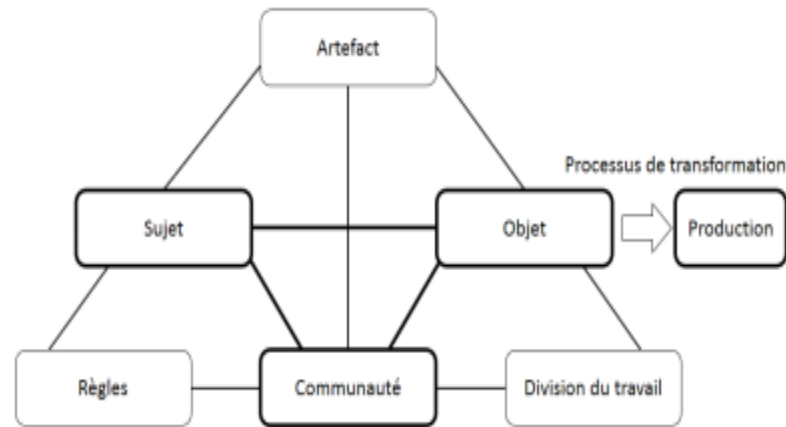 Artefact
Processus de transformation
Sujet
Objet
Production
Règles
Communauté
Division du travail